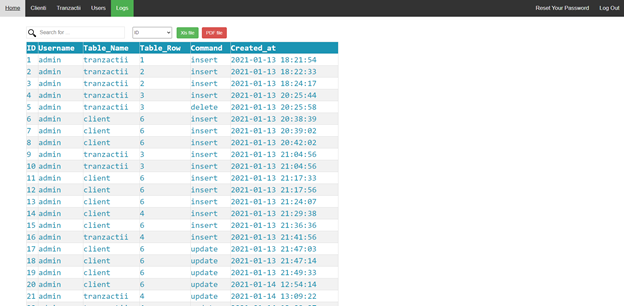 Home Clienti Tranzactii Users Logs Reset Your Password Log Out
Search for ... ID Xls file PDF file
ID Username Table_Name Table_Row Command Created_at
1 admin tranzactii 1 insert 2021-01-13 18:21:54
2 admin tranzactii 2 insert 2021-01-13 18:22:33
3 admin tranzactii 2 insert 2021-01-13 18:24:17
4 admin tranzactii 3 insert 2021-01-13 20:25:44
5 admin tranzactii 3 delete 2021-01-13 20:25:58
6 admin client 6 insert 2021-01-13 20:38:39
7 admin client 6 insert 2021-01-13 20:39:02
8 admin client 6 insert 2021-01-13 20:42:02
9 admin tranzactii 3 insert 2021-01-13 21:04:56
10 admin tranzactii 3 insert 2021-01-13 21:04:56
11 admin client 6 insert 2021-01-13 21:17:33
12 admin client 6 insert 2021-01-13 21:17:56
13 admin client 6 insert 2021-01-13 21:24:07
14 admin client 4 insert 2021-01-13 21:29:38
15 admin client 6 insert 2021-01-13 21:36:36
16 admin tranzactii 4 insert 2021-01-13 21:41:56
17 admin client 6 update 2021-01-13 21:47:03
18 admin client 6 update 2021-01-13 21:47:14
19 admin client 6 insert 2021-01-13 21:49:33
20 admin client 6 update 2021-01-14 12:54:14
21 admin tranzactii 4 update 2021-01-14 13:09:22